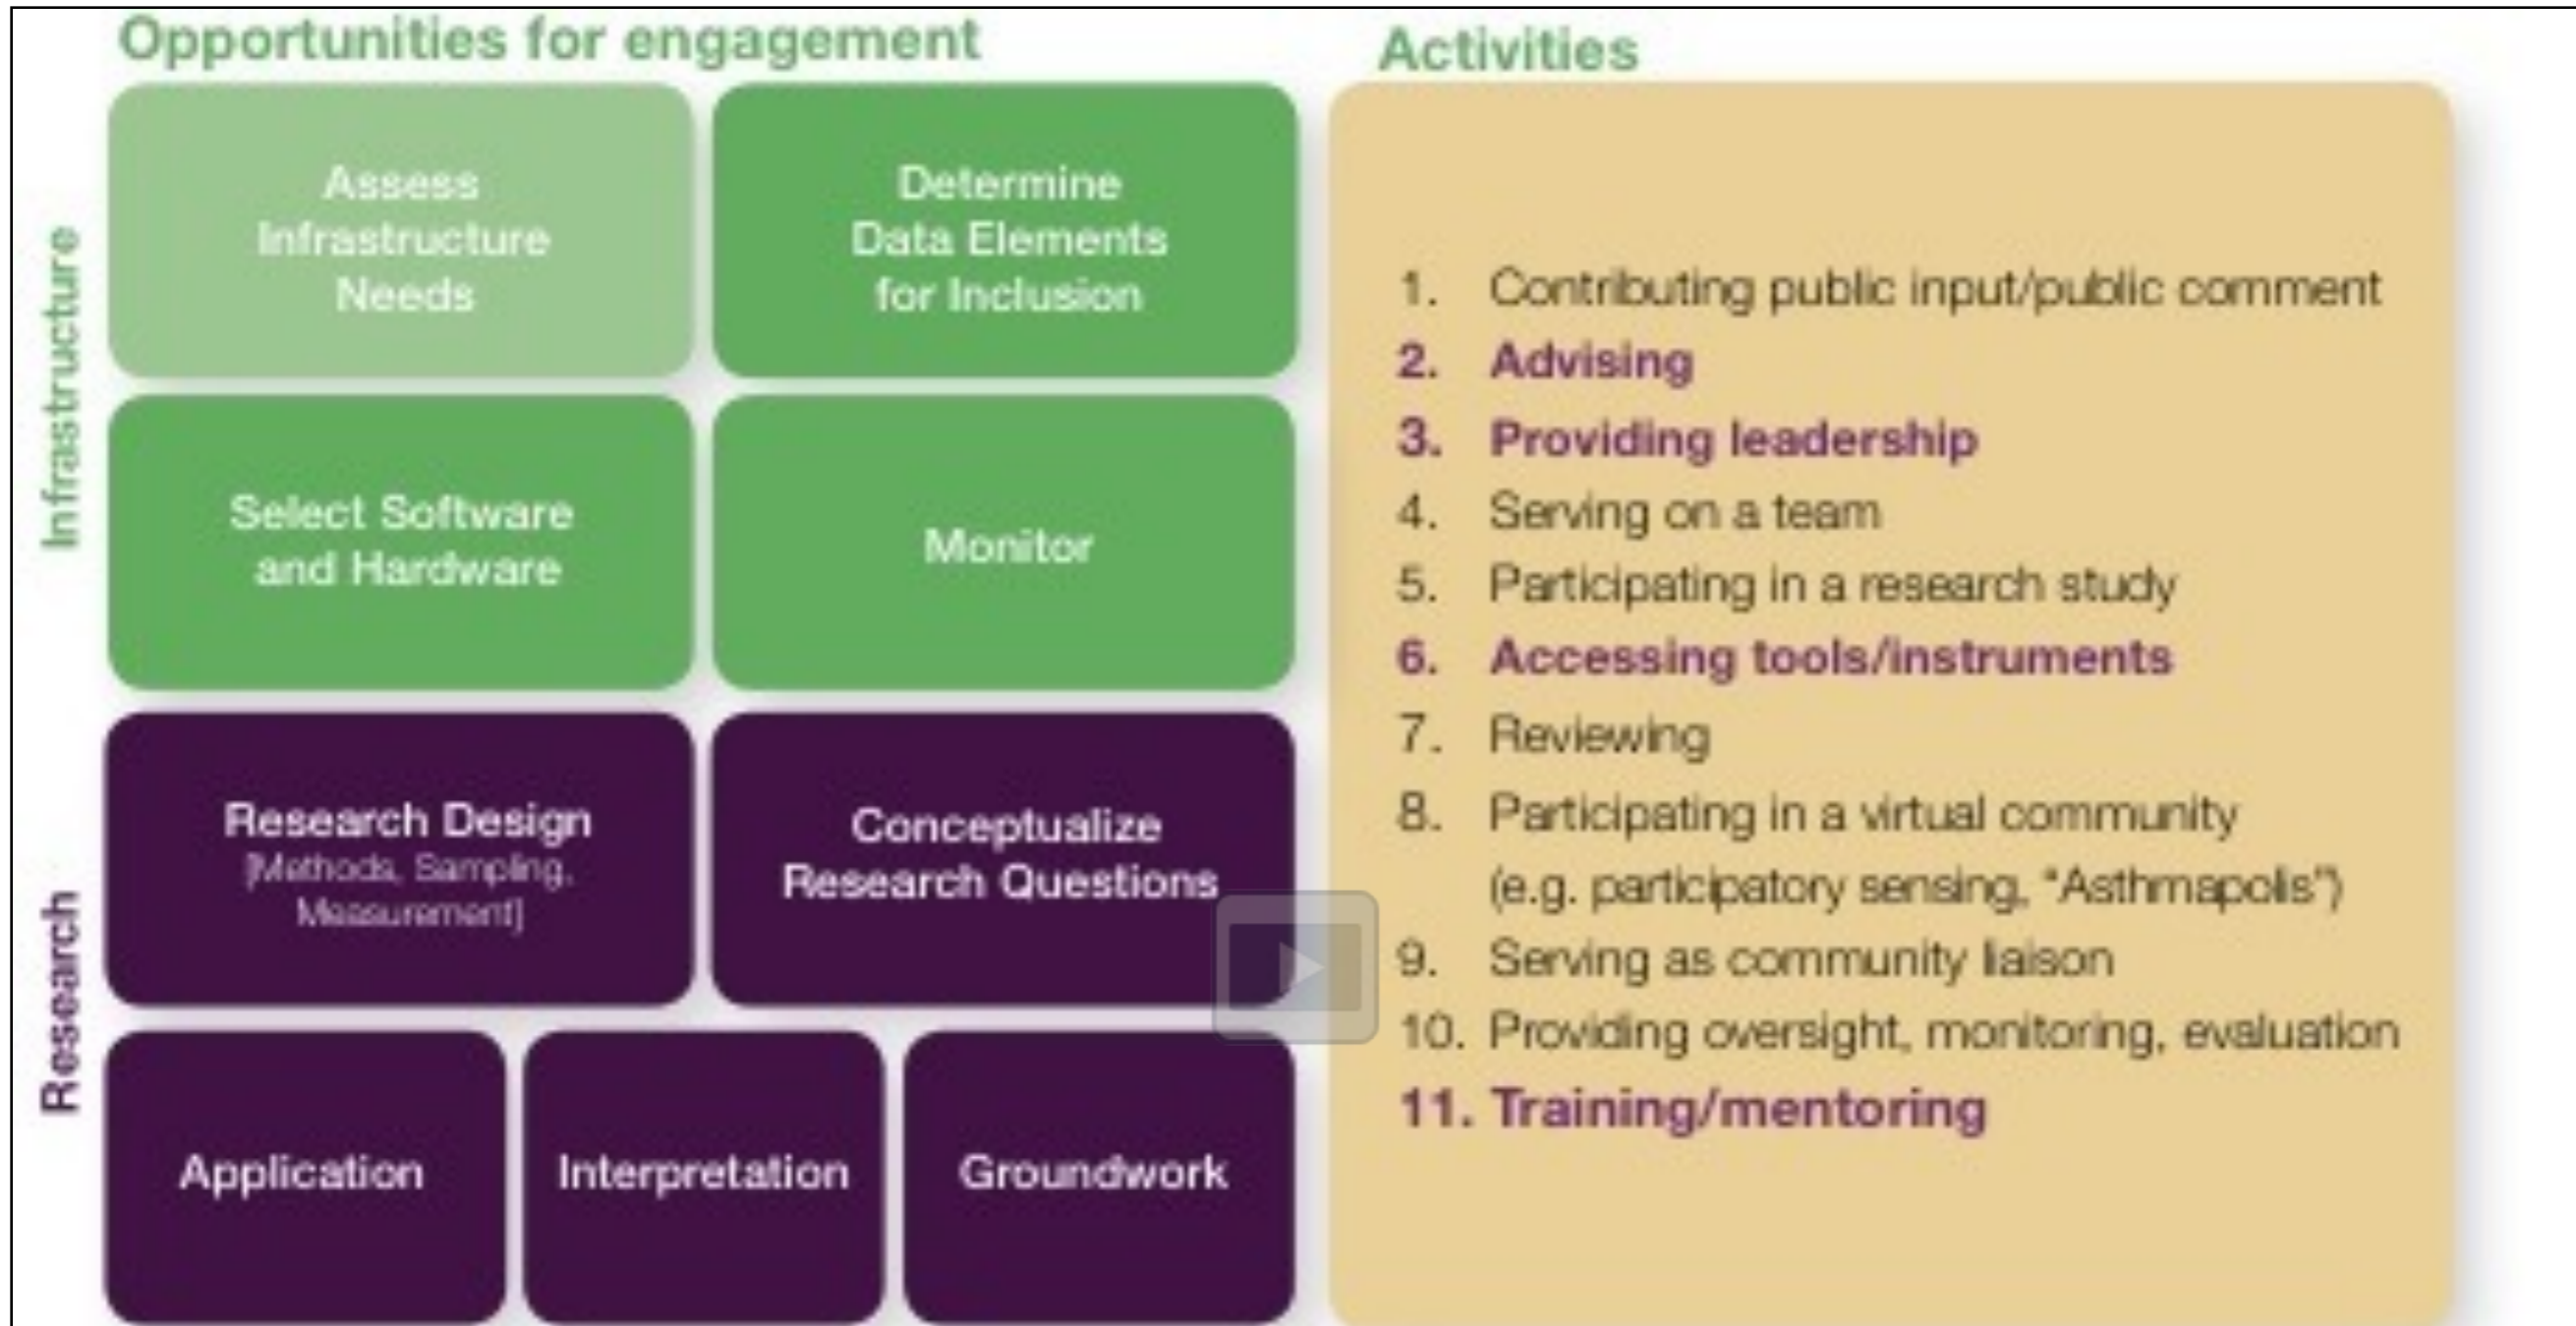 Opportunities for engagement
Activities
Infrastructure
Assess
Infrastructure
Needs
Determine
Data Elements
for Inclusion
Select Software
and Hardware
Monitor
Research
Research Design
[Methods, Sampling,
Measurement]
Conceptualize
Research Questions
Application
Interpretation
Groundwork
1. Contributing public input/public comment
2. Advising
3. Providing leadership
4. Serving on a team
5. Participating in a research study
6. Accessing tools/instruments
7. Reviewing
8. Participating in a virtual community
(e.g. participatory sensing, “Asthmapolis”)
9. Serving as community liaison
10. Providing oversight, monitoring, evaluation
11. Training/mentoring